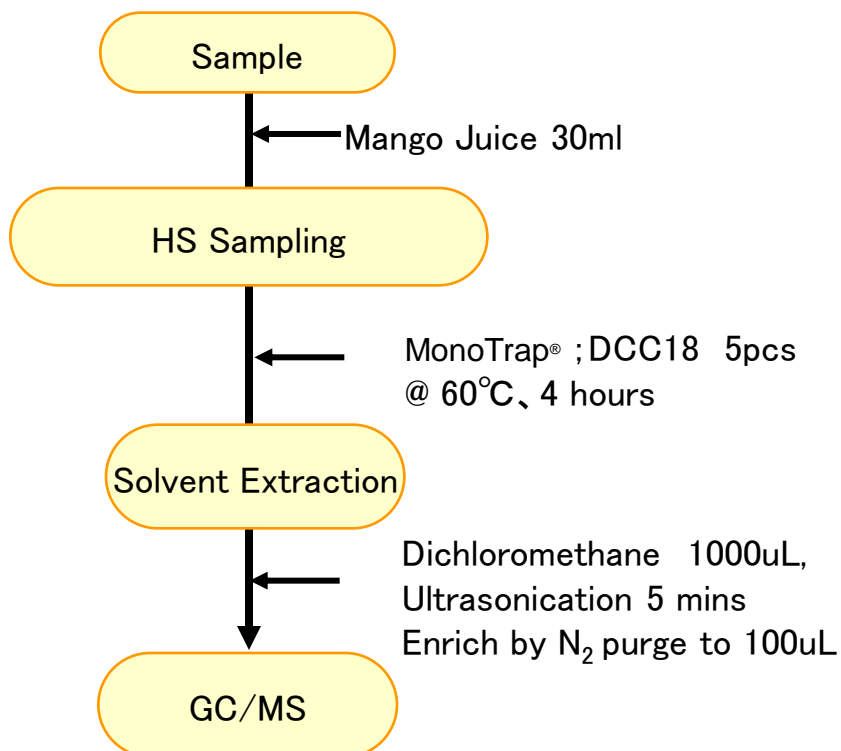 Sample
Mango Juice 30ml
HS Sampling
MonoTrap® ;DCC18 5pcs
@ 60℃、4 hours
Solvent Extraction
Dichloromethane 1000uL,
Ultrasonication 5 mins
Enrich by N₂ purge to 100uL
GC/MS